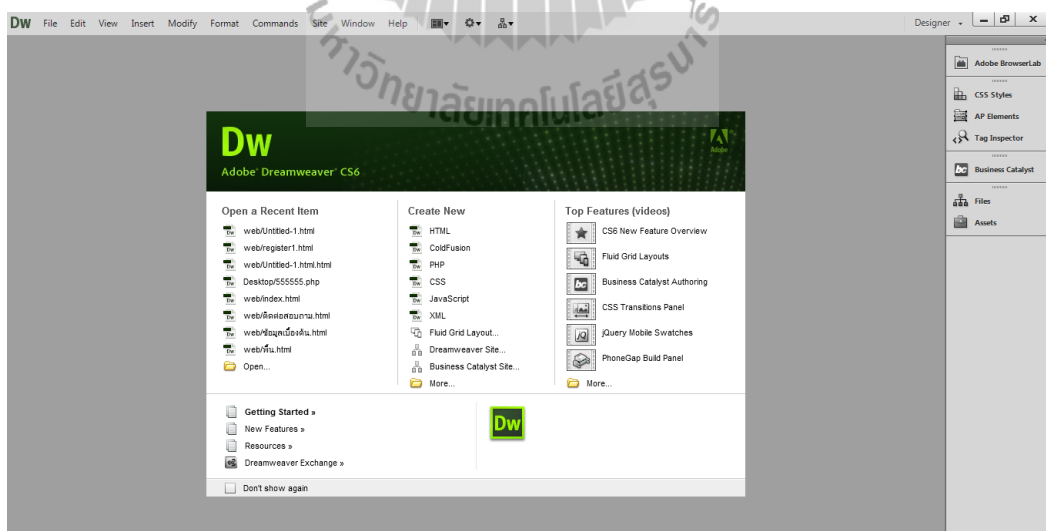 Dw File Edit View Insert Modify Format Commands Site Window Help
Designer
มหาวิทยาลัยเทคโนโลยีสุรนารี
Dw
Adobe Dreamweaver CS6
Adobe
Open a Recent Item
web/Untitled-1.html
web/register1.html
web/Untitled-1.html.html
Desktop/555555.php
web/index.html
web/ติดต่อสอบถาม.html
web/ข้อมูลเบื้องต้น.html
web/พื้น.html
Open...
Create New
HTML
ColdFusion
PHP
CSS
JavaScript
XML
Fluid Grid Layout...
Dreamweaver Site...
Business Catalyst Site...
More...
Top Features (videos)
CS6 New Feature Overview
Fluid Grid Layouts
Business Catalyst Authoring
CSS Transitions Panel
jQuery Mobile Swatches
PhoneGap Build Panel
More...
Getting Started »
New Features »
Resources »
Dreamweaver Exchange »
Dw
Don't show again
Adobe BrowserLab
CSS Styles
AP Elements
Tag Inspector
Business Catalyst
Files
Assets